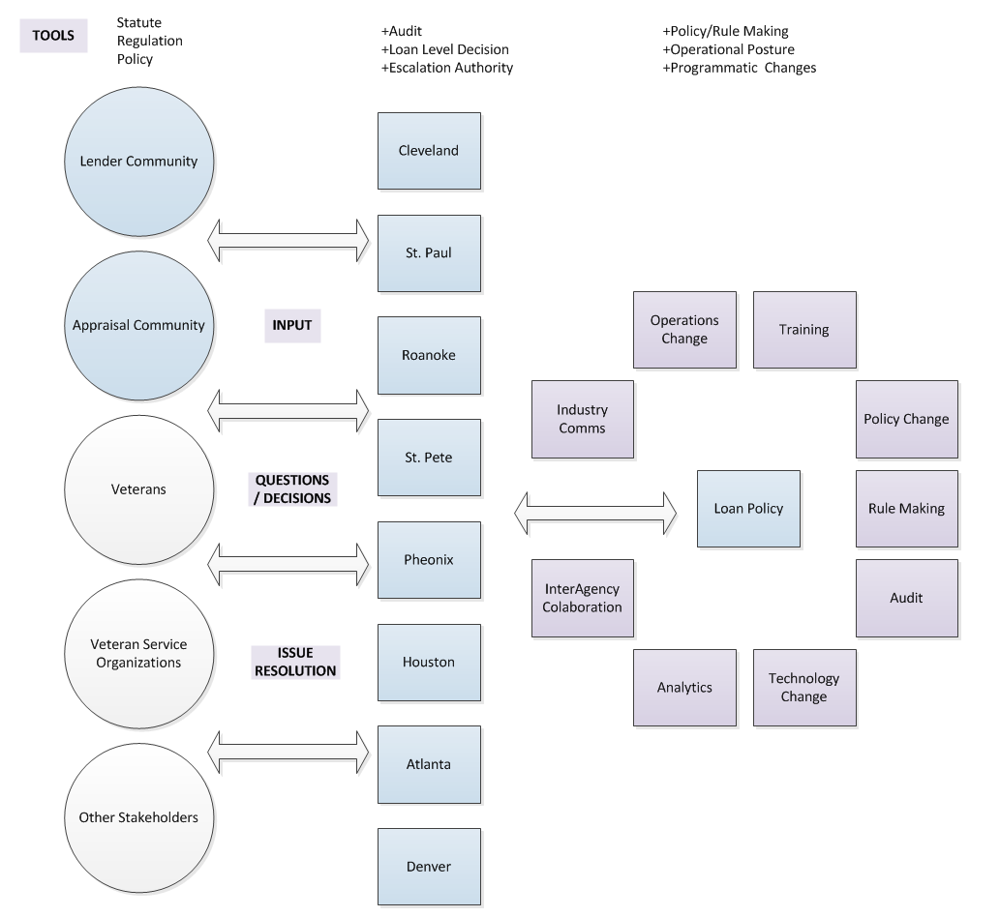 TOOLS
Statute
Regulation
Policy
+Audit
+Loan Level Decision
+Escalation Authority
+Policy/Rule Making
+Operational Posture
+Programmatic Changes
Lender Community
Appraisal Community
Veterans
Veteran Service
Organizations
Other Stakeholders
INPUT
QUESTIONS
/ DECISIONS
ISSUE
RESOLUTION
Cleveland
St. Paul
Roanoke
St. Pete
Pheonix
Houston
Atlanta
Denver
Operations
Change
Training
Industry
Comms
Policy Change
Loan Policy
Rule Making
InterAgency
Colaboration
Audit
Analytics
Technology
Change